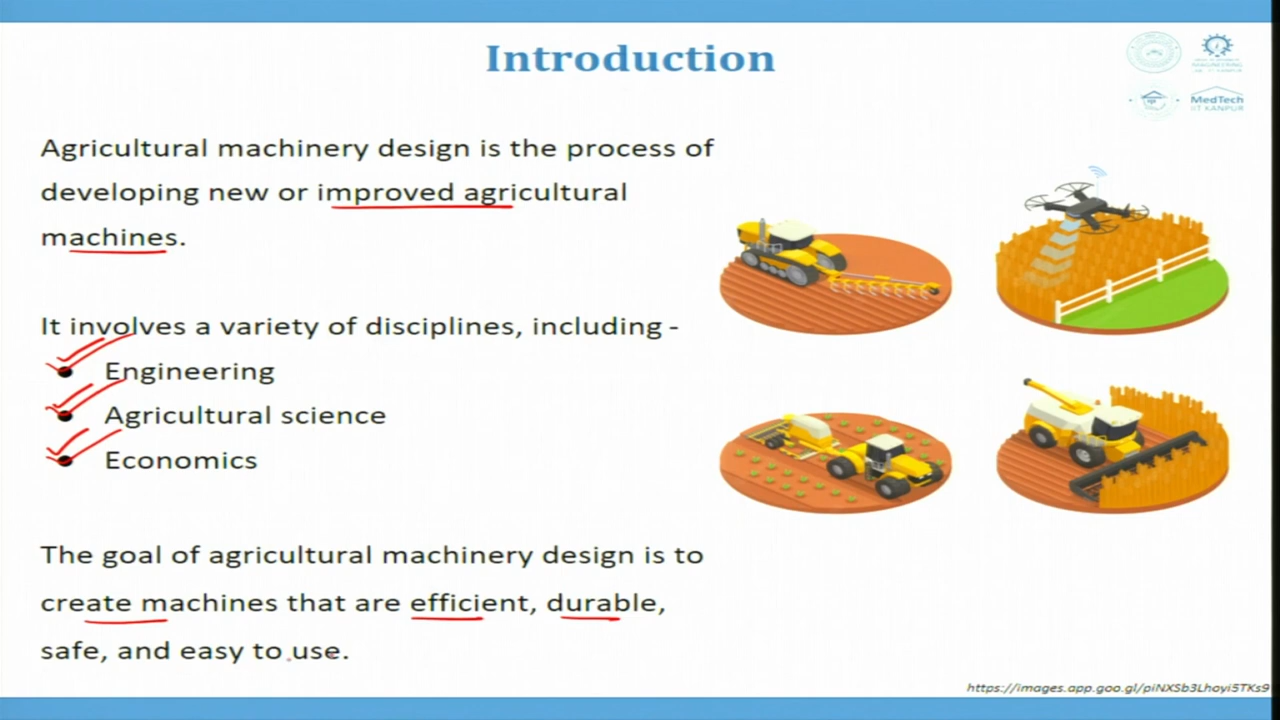 Introduction
MedTech
IIT KANPUR
Agricultural machinery design is the process of
developing new or improved agricultural
machines.
It involves a variety of disciplines, including -
Engineering
Agricultural science
Economics
The goal of agricultural machinery design is to
create machines that are efficient, durable,
safe, and easy to use.
https://images.app.goo.gl/piNXSb3Lhoyi5TKs9